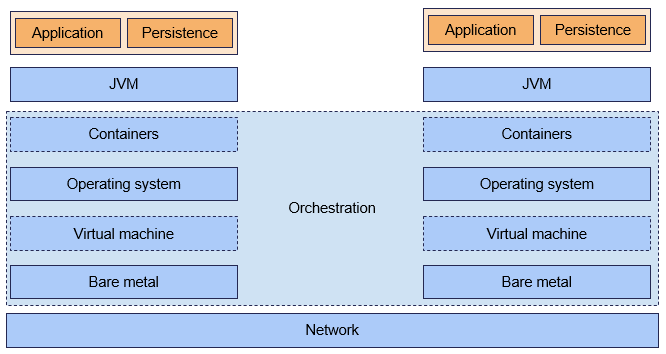 Application Persistence
Application Persistence
JVM
JVM
Containers
Containers
Operating system
Operating system
Orchestration
Virtual machine
Virtual machine
Bare metal
Bare metal
Network